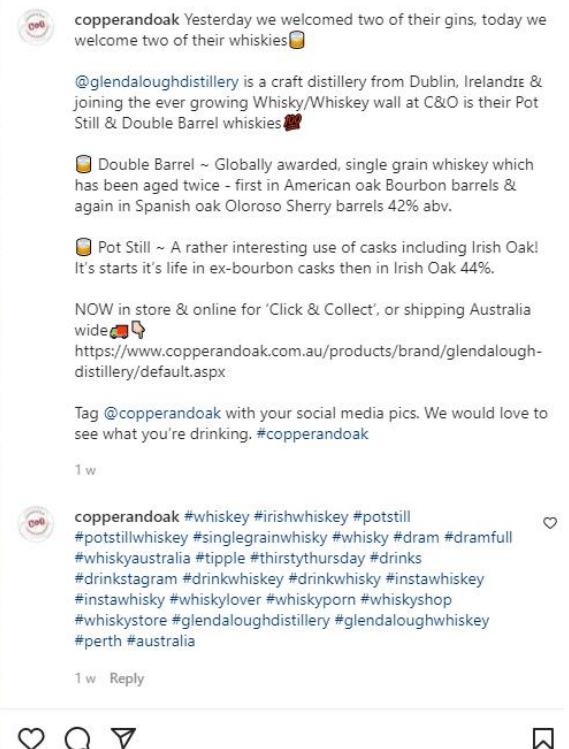 copperandoak Yesterday we welcomed two of their gins, today we
welcome two of their whiskies🥃
@glendaloughdistillery is a craft distillery from Dublin, Ireland🇮🇪 &
joining the ever growing Whisky/Whiskey wall at C&O is their Pot
Still & Double Barrel whiskies💯
🥃 Double Barrel ~ Globally awarded, single grain whiskey which
has been aged twice - first in American oak Bourbon barrels &
again in Spanish oak Oloroso Sherry barrels 42% abv.
🥃 Pot Still ~ A rather interesting use of casks including Irish Oak!
It's starts it's life in ex-bourbon casks then in Irish Oak 44%.
NOW in store & online for 'Click & Collect', or shipping Australia
wide🚚👇🏻
https://www.copperandoak.com.au/products/brand/glendalough-
distillery/default.aspx
Tag @copperandoak with your social media pics. We would love to
see what you're drinking. #copperandoak
1 w
CoO
copperandoak #whiskey #irishwhiskey #potstill
#potstillwhiskey #singlegrainwhisky #whisky #dram #dramfull
#whiskyaustralia #tipple #thirstythursday #drinks
#drinkstagram #drinkwhiskey #drinkwhisky #instawhiskey
#instawhisky #whiskylover #whiskyporn #whiskyshop
#whiskystore #glendaloughdistillery #glendaloughwhiskey
#perth #australia
1 w Reply